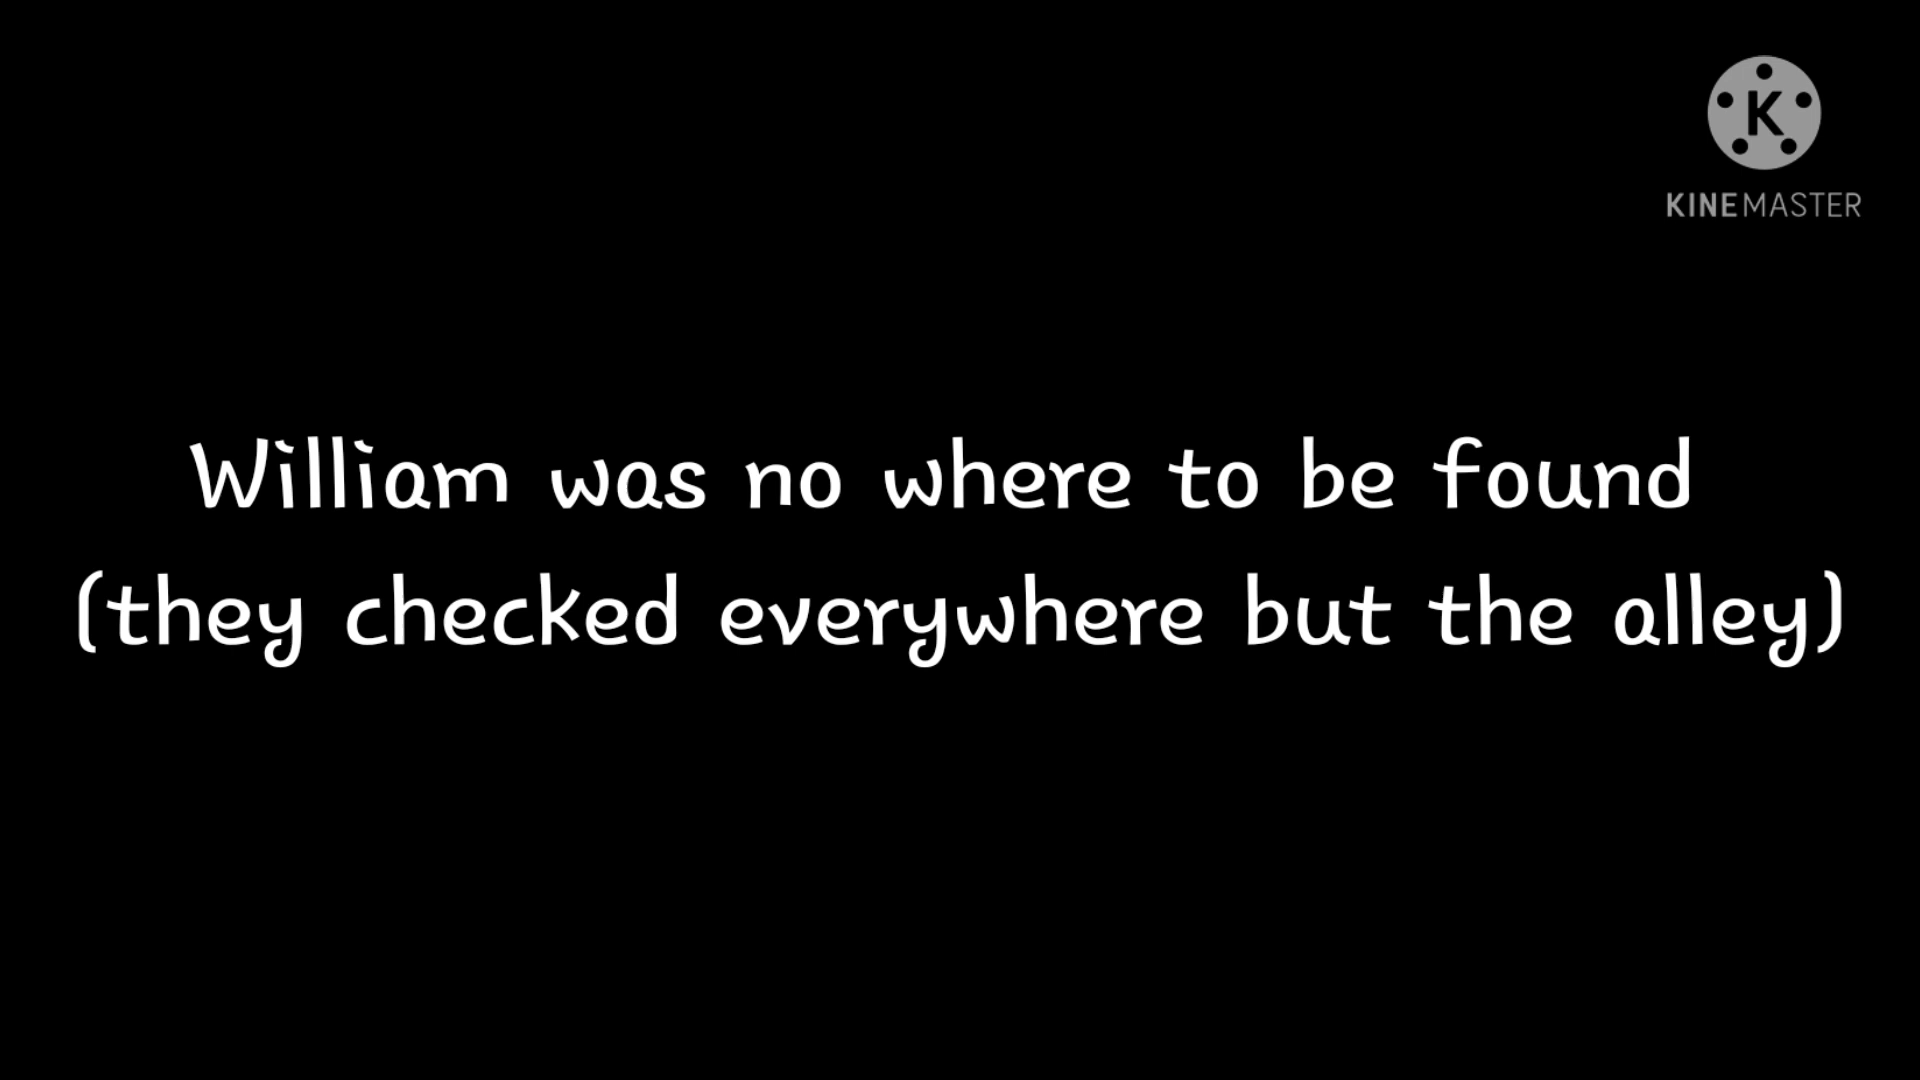 K
KINEMASTER
William was no where to be found
(they checked everywhere but the alley)